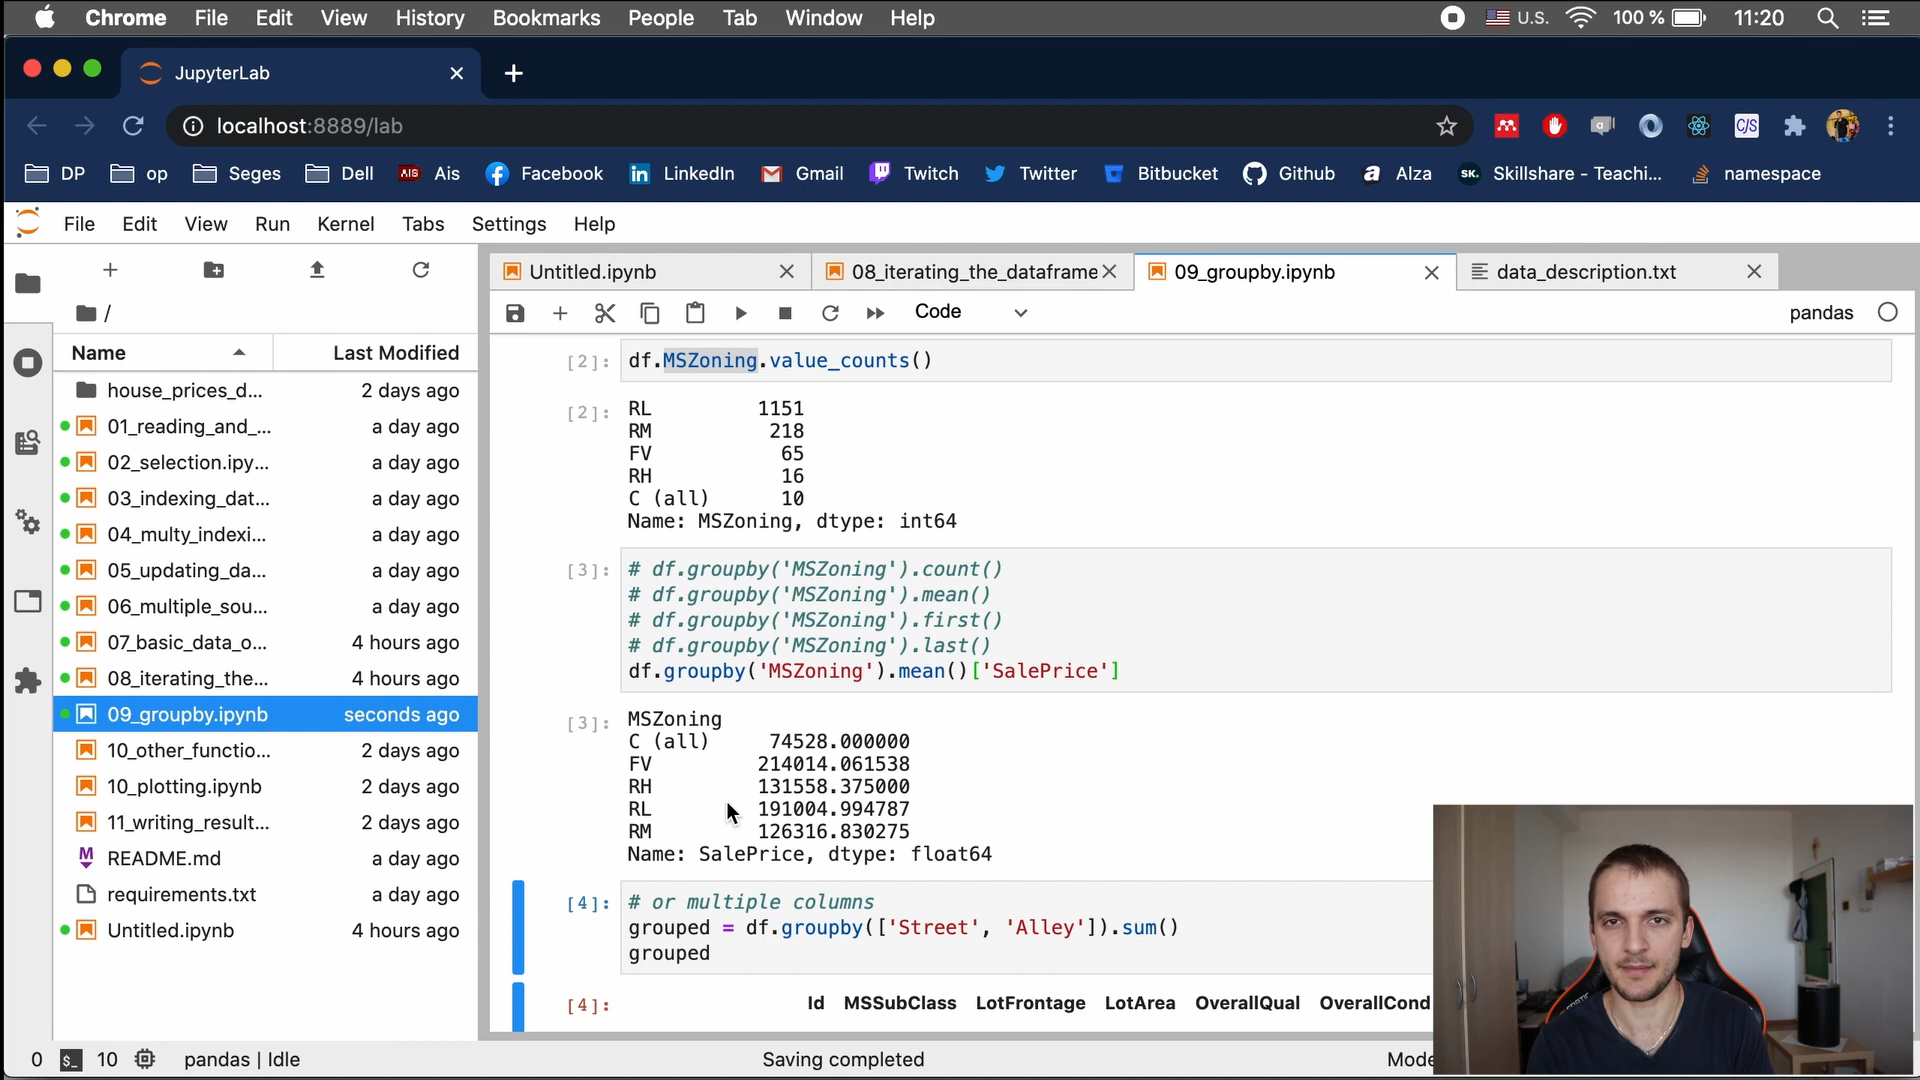 Chrome File Edit View History Bookmarks People Tab Window Help U.S. 100 % 11:20
JupyterLab
localhost:8889/lab C/S
DP op Seges Dell AIS Ais Facebook in LinkedIn Gmail Twitch Twitter Bitbucket Github a Alza SK. Skillshare - Teachi... namespace
File Edit View Run Kernel Tabs Settings Help
Untitled.ipynb 08_iterating_the_dataframe 09_groupby.ipynb data_description.txt
/
Code pandas
Name Last Modified
house_prices_d... 2 days ago
01_reading_and_... a day ago
02_selection.ipy... a day ago
03_indexing_dat... a day ago
04_multy_indexi... a day ago
05_updating_da... a day ago
06_multiple_sou... a day ago
07_basic_data_o... 4 hours ago
08_iterating_the... 4 hours ago
09_groupby.ipynb seconds ago
10_other_functio... 2 days ago
10_plotting.ipynb 2 days ago
11_writing_result... 2 days ago
README.md a day ago
requirements.txt a day ago
Untitled.ipynb 4 hours ago
[2]: df.MSZoning.value_counts()
[2]: RL 1151
RM 218
FV 65
RH 16
C (all) 10
Name: MSZoning, dtype: int64
[3]: # df.groupby('MSZoning').count()
# df.groupby('MSZoning').mean()
# df.groupby('MSZoning').first()
# df.groupby('MSZoning').last()
df.groupby('MSZoning').mean()['SalePrice']
[3]: MSZoning
C (all) 74528.000000
FV 214014.061538
RH 131558.375000
RL 191004.994787
RM 126316.830275
Name: SalePrice, dtype: float64
[4]: # or multiple columns
grouped = df.groupby(['Street', 'Alley']).sum()
grouped
[4]: Id MSSubClass LotFrontage LotArea OverallQual OverallCond
0 $_ 10 pandas | Idle Saving completed Mode